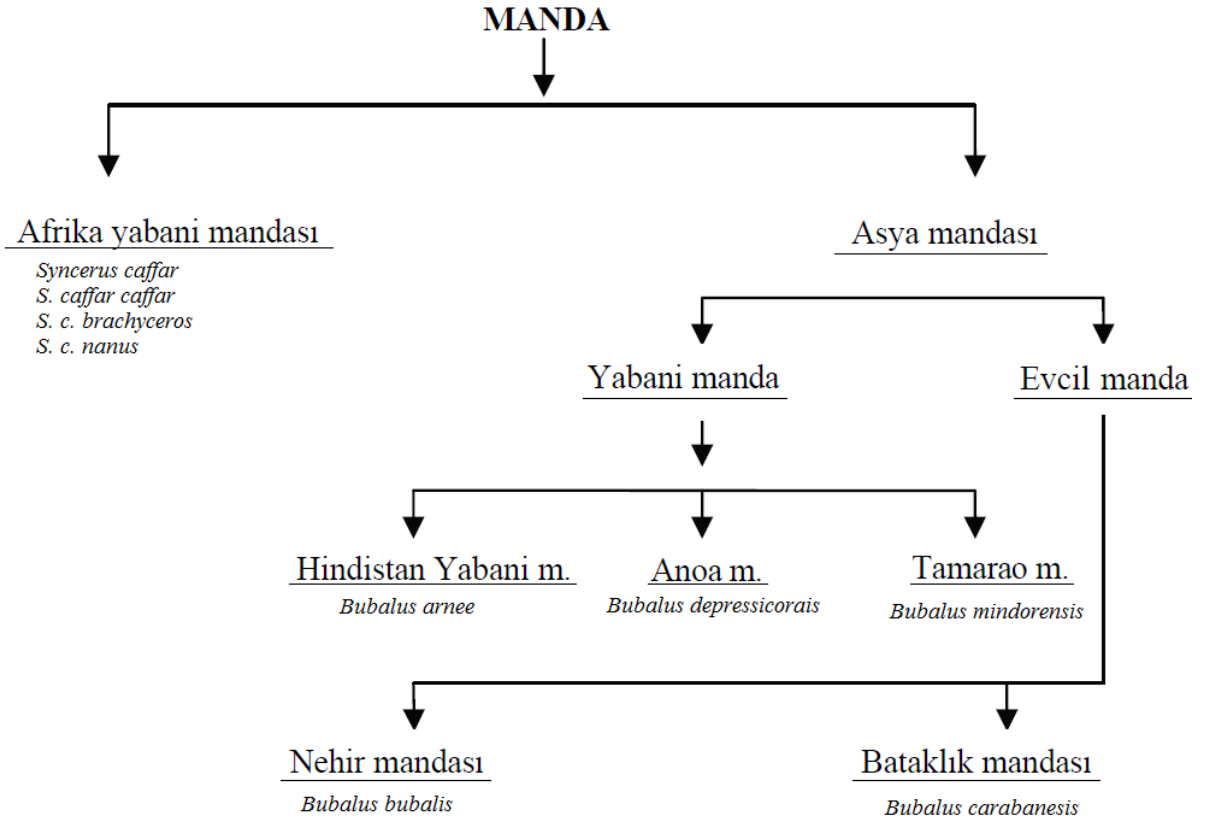 MANDA
Afrika yabani mandası
Syncerus caffar
S. caffar caffar
S. c. brachyceros
S. c. nanus
Asya mandası
Yabani manda
Evcil manda
Hindistan Yabani m.
Bubalus arnee
Anoa m.
Bubalus depressicorais
Tamarao m.
Bubalus mindorensis
Nehir mandası
Bubalus bubalis
Bataklık mandası
Bubalus carabanesis